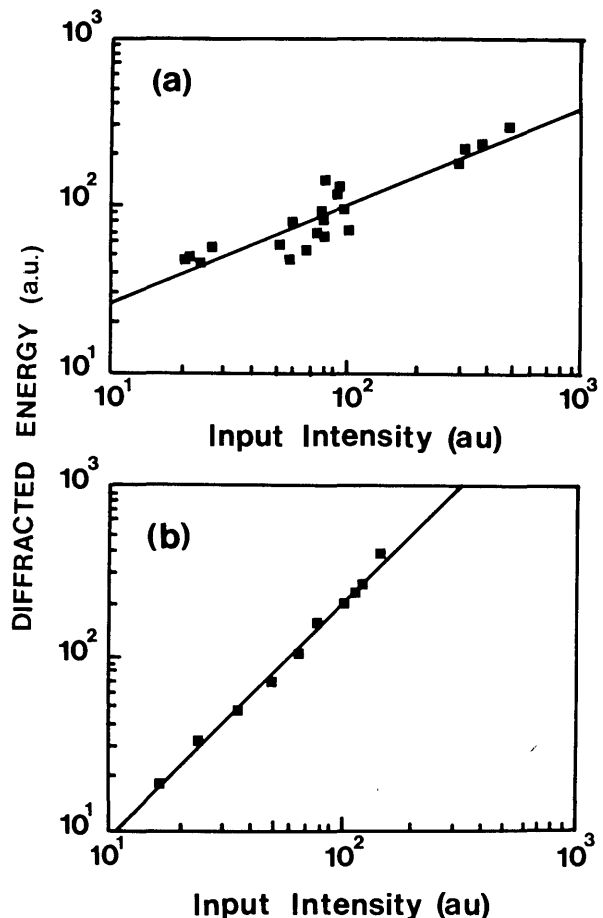 10³
(a)
10²
10¹
10¹ 10² 10³
Input Intensity (au)
DIFFRACTED ENERGY (a.u.)
10³
(b)
10²
10¹
10¹ 10² 10³
Input Intensity (au)